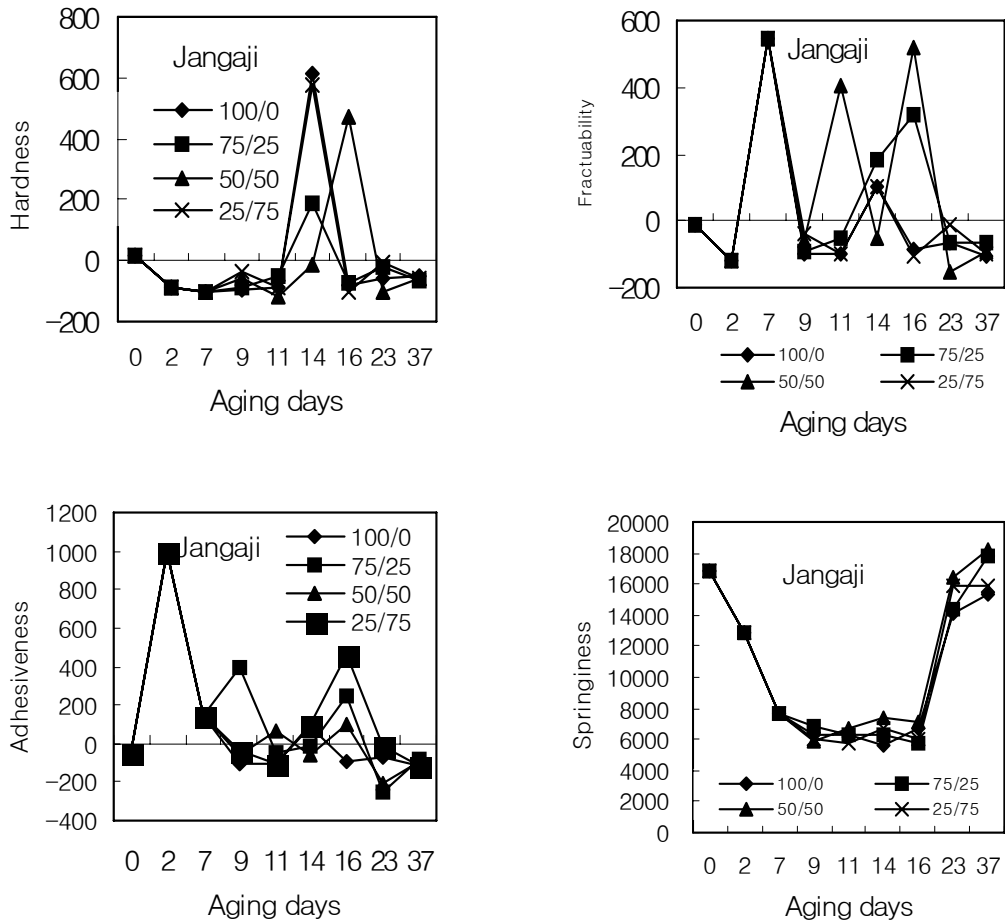 800
600
400
200
0
−200
Hardness
Jangaji
100/0
75/25
50/50
25/75
0 2 7 9 11 14 16 23 37
Aging days
600
400
200
0
−200
Fractuability
Jangaji
0 2 7 9 11 14 16 23 37
100/0 75/25
50/50 25/75
Aging days
1200
1000
800
600
400
200
0
−200
−400
Adhesiveness
Jangaji
100/0
75/25
50/50
25/75
0 2 7 9 11 14 16 23 37
Aging days
20000
18000
16000
14000
12000
10000
8000
6000
4000
2000
0
Springiness
Jangaji
100/0 75/25
50/50 25/75
0 2 7 9 11 14 16 23 37
Aging days